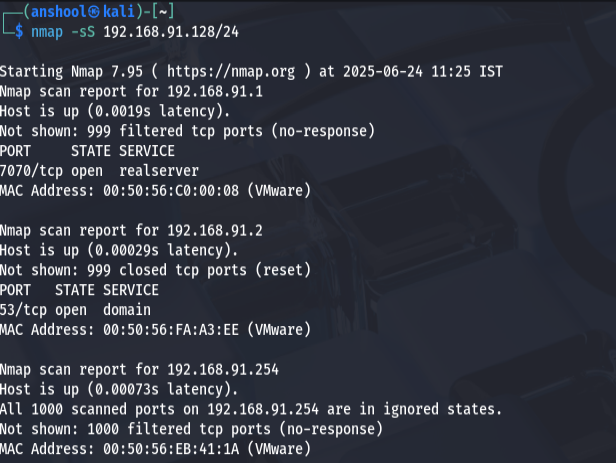 ┌──(anshool㉿kali)-[~]
└─$ nmap -sS 192.168.91.128/24
Starting Nmap 7.95 ( https://nmap.org ) at 2025-06-24 11:25 IST
Nmap scan report for 192.168.91.1
Host is up (0.0019s latency).
Not shown: 999 filtered tcp ports (no-response)
PORT     STATE SERVICE
7070/tcp open  realserver
MAC Address: 00:50:56:C0:00:08 (VMware)
Nmap scan report for 192.168.91.2
Host is up (0.00029s latency).
Not shown: 999 closed tcp ports (reset)
PORT   STATE SERVICE
53/tcp open  domain
MAC Address: 00:50:56:FA:A3:EE (VMware)
Nmap scan report for 192.168.91.254
Host is up (0.00073s latency).
All 1000 scanned ports on 192.168.91.254 are in ignored states.
Not shown: 1000 filtered tcp ports (no-response)
MAC Address: 00:50:56:EB:41:1A (VMware)